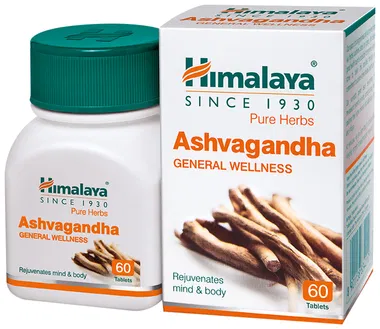 Himalaya®
SINCE 1930
Pure Herbs
Ashvagandha
GENERAL WELLNESS
60
Tablets
Rejuvenates mind & body
Himalaya®
SINCE 1930
Pure Herbs
Ashvagandha
GENERAL WELLNESS
Rejuvenates
mind & body
60
Tablets